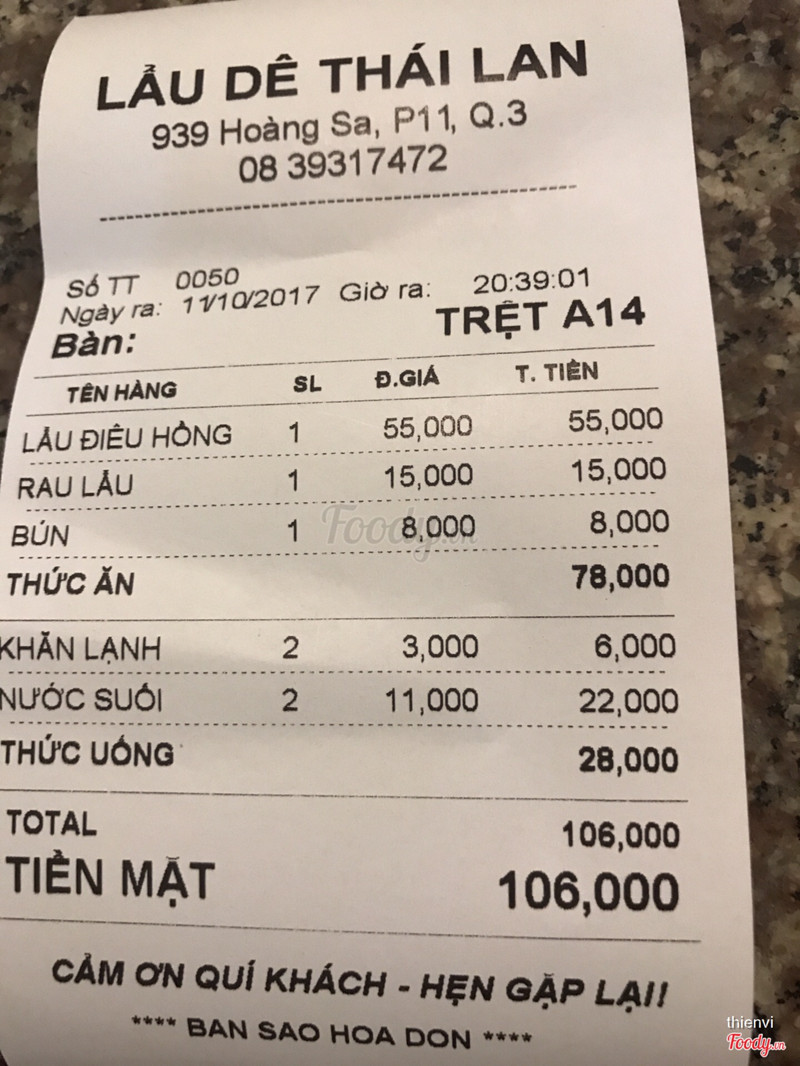 LẨU DÊ THÁI LAN
939 Hoàng Sa, P11, Q.3
08 39317472
Số TT 0050
Ngày ra: 11/10/2017 Giờ ra: 20:39:01
Bàn: TRỆT A14
TÊN HÀNG SL Đ.GIÁ T. TIỀN
LẨU ĐIÊU HỒNG 1 55,000 55,000
RAU LẨU 1 15,000 15,000
BÚN 1 8,000 8,000
THỨC ĂN 78,000
KHĂN LẠNH 2 3,000 6,000
NƯỚC SUỐI 2 11,000 22,000
THỨC UỐNG 28,000
TOTAL 106,000
TIỀN MẶT 106,000
CẢM ƠN QUÍ KHÁCH - HẸN GẶP LẠI!
**** BAN SAO HOA DON ****
Foody.vn
thienvi
Foody.vn